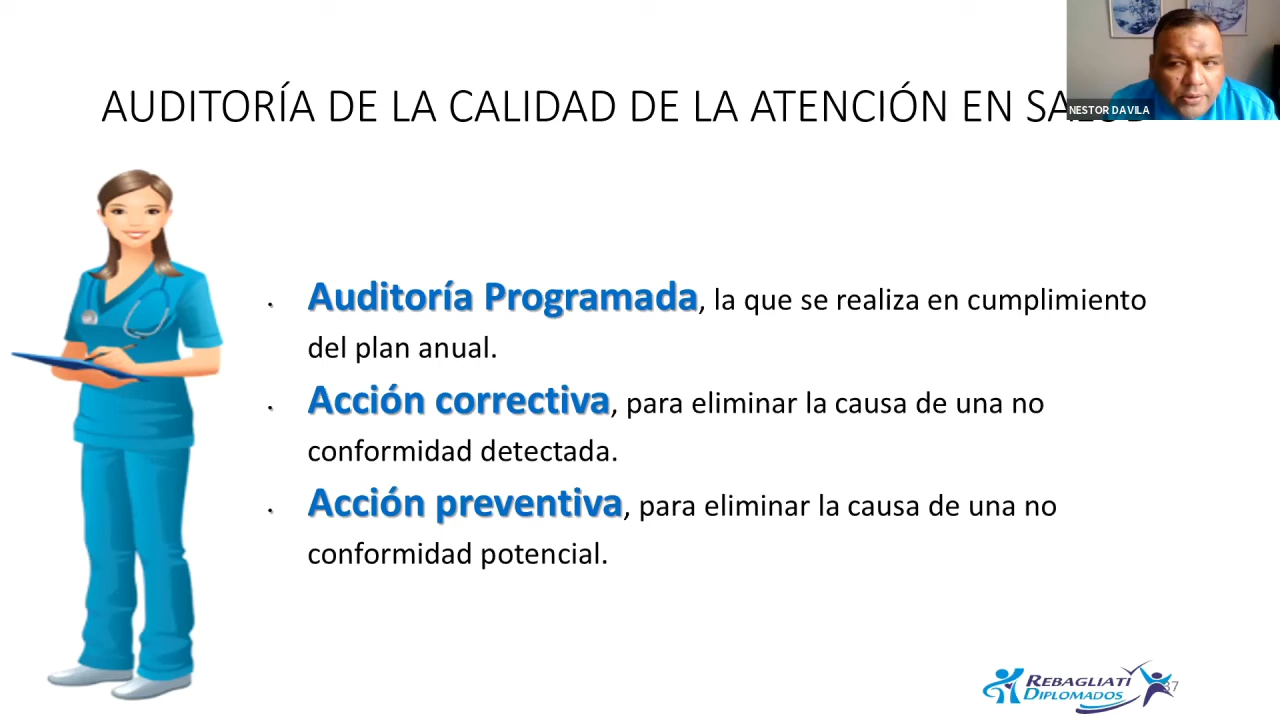 AUDITORÍA DE LA CALIDAD DE LA ATENCIÓN EN SALUD
NESTOR DAVILA
• Auditoría Programada, la que se realiza en cumplimiento
del plan anual.
• Acción correctiva, para eliminar la causa de una no
conformidad detectada.
• Acción preventiva, para eliminar la causa de una no
conformidad potencial.
REBAGLIATI
DIPLOMADOS
37